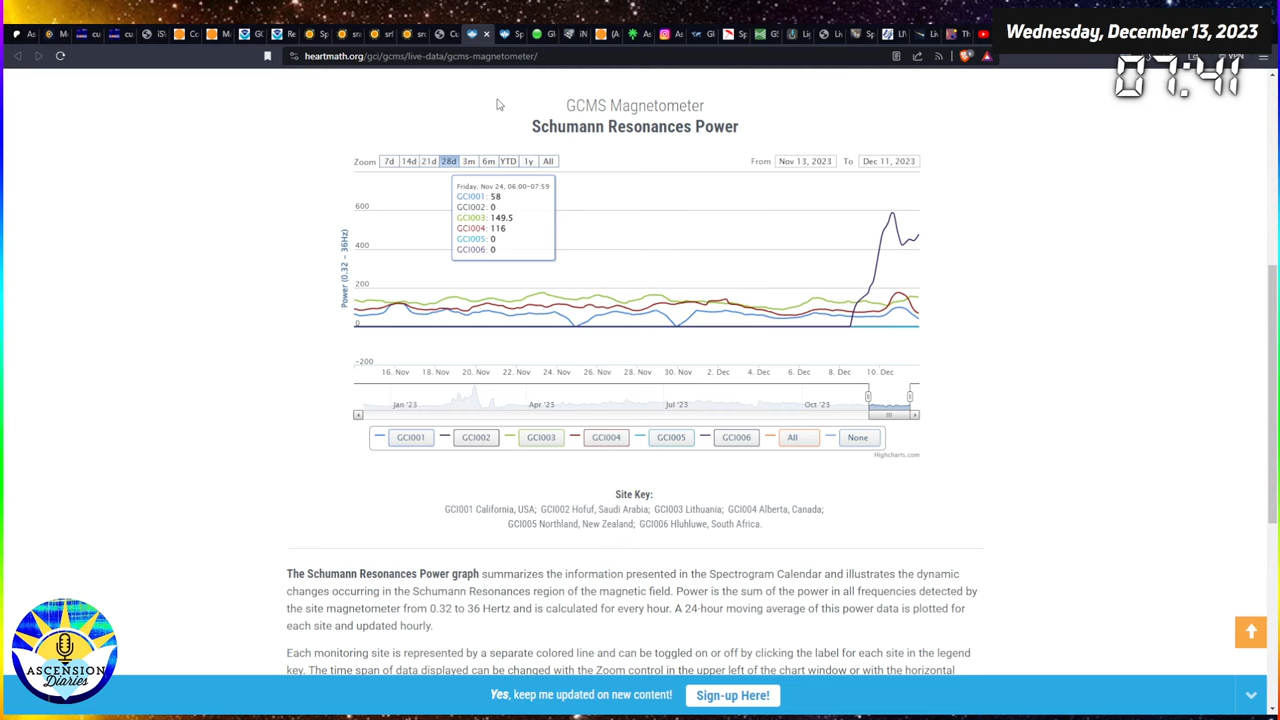 Wednesday, December 13, 2023
07:41
heartmath.org/gci/gcms/live-data/gcms-magnetometer/
GCMS Magnetometer
Schumann Resonances Power
Zoom 7d 14d 21d 28d 3m 6m YTD 1y All From Nov 13, 2023 To Dec 11, 2023
Friday, Nov 24, 06:00-07:59
GCI001: 58
GCI002: 0
GCI003: 149.5
GCI004: 116
GCI005: 0
GCI006: 0
Power (0.32 – 36Hz)
600
400
200
0
-200
16. Nov 18. Nov 20. Nov 22. Nov 24. Nov 26. Nov 28. Nov 30. Nov 2. Dec 4. Dec 6. Dec 8. Dec 10. Dec
Jan '23 Apr '23 Jul '23 Oct '23
GCI001 GCI002 GCI003 GCI004 GCI005 GCI006 All None
Highcharts.com
Site Key:
GCI001 California, USA; GCI002 Hofuf, Saudi Arabia; GCI003 Lithuania; GCI004 Alberta, Canada;
GCI005 Northland, New Zealand; GCI006 Hluhluwe, South Africa.
The Schumann Resonances Power graph summarizes the information presented in the Spectrogram Calendar and illustrates the dynamic
changes occurring in the Schumann Resonances region of the magnetic field. Power is the sum of the power in all frequencies detected by
the site magnetometer from 0.32 to 36 Hertz and is calculated for every hour. A 24-hour moving average of this power data is plotted for
each site and updated hourly.
Each monitoring site is represented by a separate colored line and can be toggled on or off by clicking the label for each site in the legend
key. The time span of data displayed can be changed with the Zoom control in the upper left of the chart window or with the horizontal
ASCENSION
Diaries
Yes, keep me updated on new content! Sign-up Here!